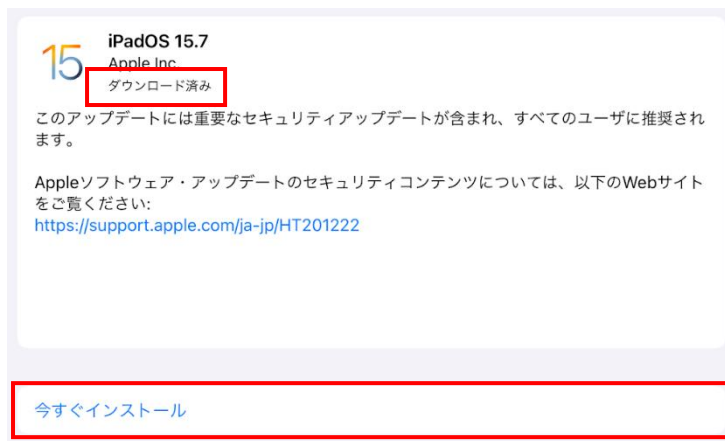 15
iPadOS 15.7
Apple Inc.
ダウンロード済み
このアップデートには重要なセキュリティアップデートが含まれ、すべてのユーザに推奨され
ます。
Appleソフトウェア・アップデートのセキュリティコンテンツについては、以下のWebサイト
をご覧ください:
https://support.apple.com/ja-jp/HT201222
今すぐインストール